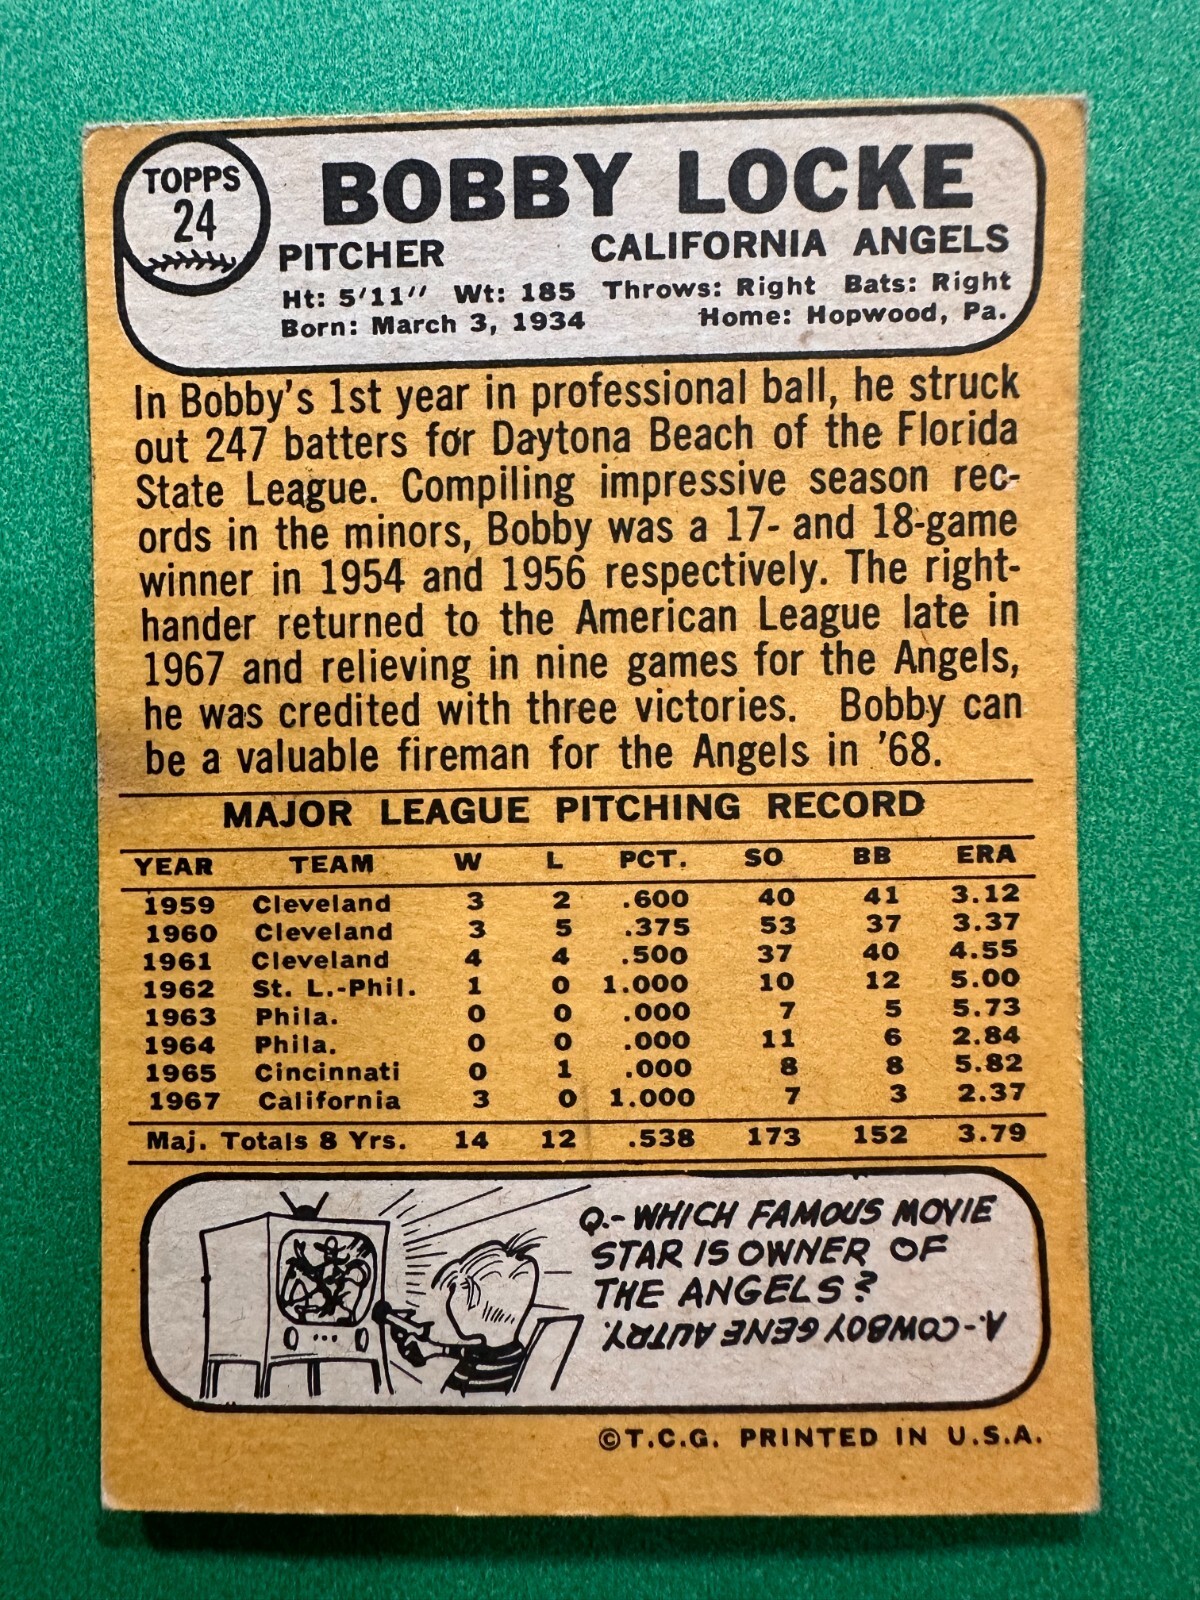 TOPPS
24
BOBBY LOCKE
PITCHER CALIFORNIA ANGELS
Ht: 5'11" Wt: 185 Throws: Right Bats: Right
Born: March 3, 1934 Home: Hopwood, Pa.
In Bobby's 1st year in professional ball, he struck
out 247 batters for Daytona Beach of the Florida
State League. Compiling impressive season rec-
ords in the minors, Bobby was a 17- and 18-game
winner in 1954 and 1956 respectively. The right-
hander returned to the American League late in
1967 and relieving in nine games for the Angels,
he was credited with three victories. Bobby can
be a valuable fireman for the Angels in '68.
MAJOR LEAGUE PITCHING RECORD
YEAR TEAM W L PCT. SO BB ERA
1959 Cleveland 3 2 .600 40 41 3.12
1960 Cleveland 3 5 .375 53 37 3.37
1961 Cleveland 4 4 .500 37 40 4.55
1962 St. L.-Phil. 1 0 1.000 10 12 5.00
1963 Phila. 0 0 .000 7 5 5.73
1964 Phila. 0 0 .000 11 6 2.84
1965 Cincinnati 0 1 .000 8 8 5.82
1967 California 3 0 1.000 7 3 2.37
Maj. Totals 8 Yrs. 14 12 .538 173 152 3.79
Q.- WHICH FAMOUS MOVIE
STAR IS OWNER OF
THE ANGELS?
A.-COWBOY GENE AUTRY.
©T.C.G. PRINTED IN U.S.A.